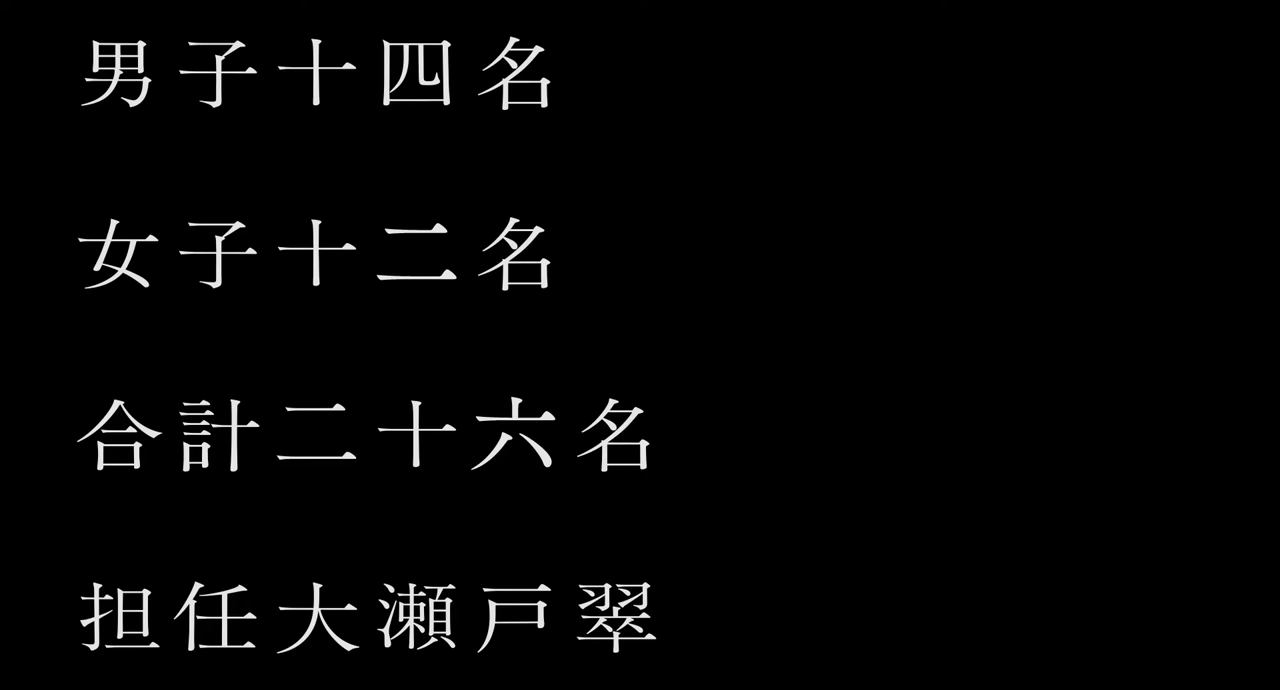 男子十四名
女子十二名
合計二十六名
担任大瀬戸翠